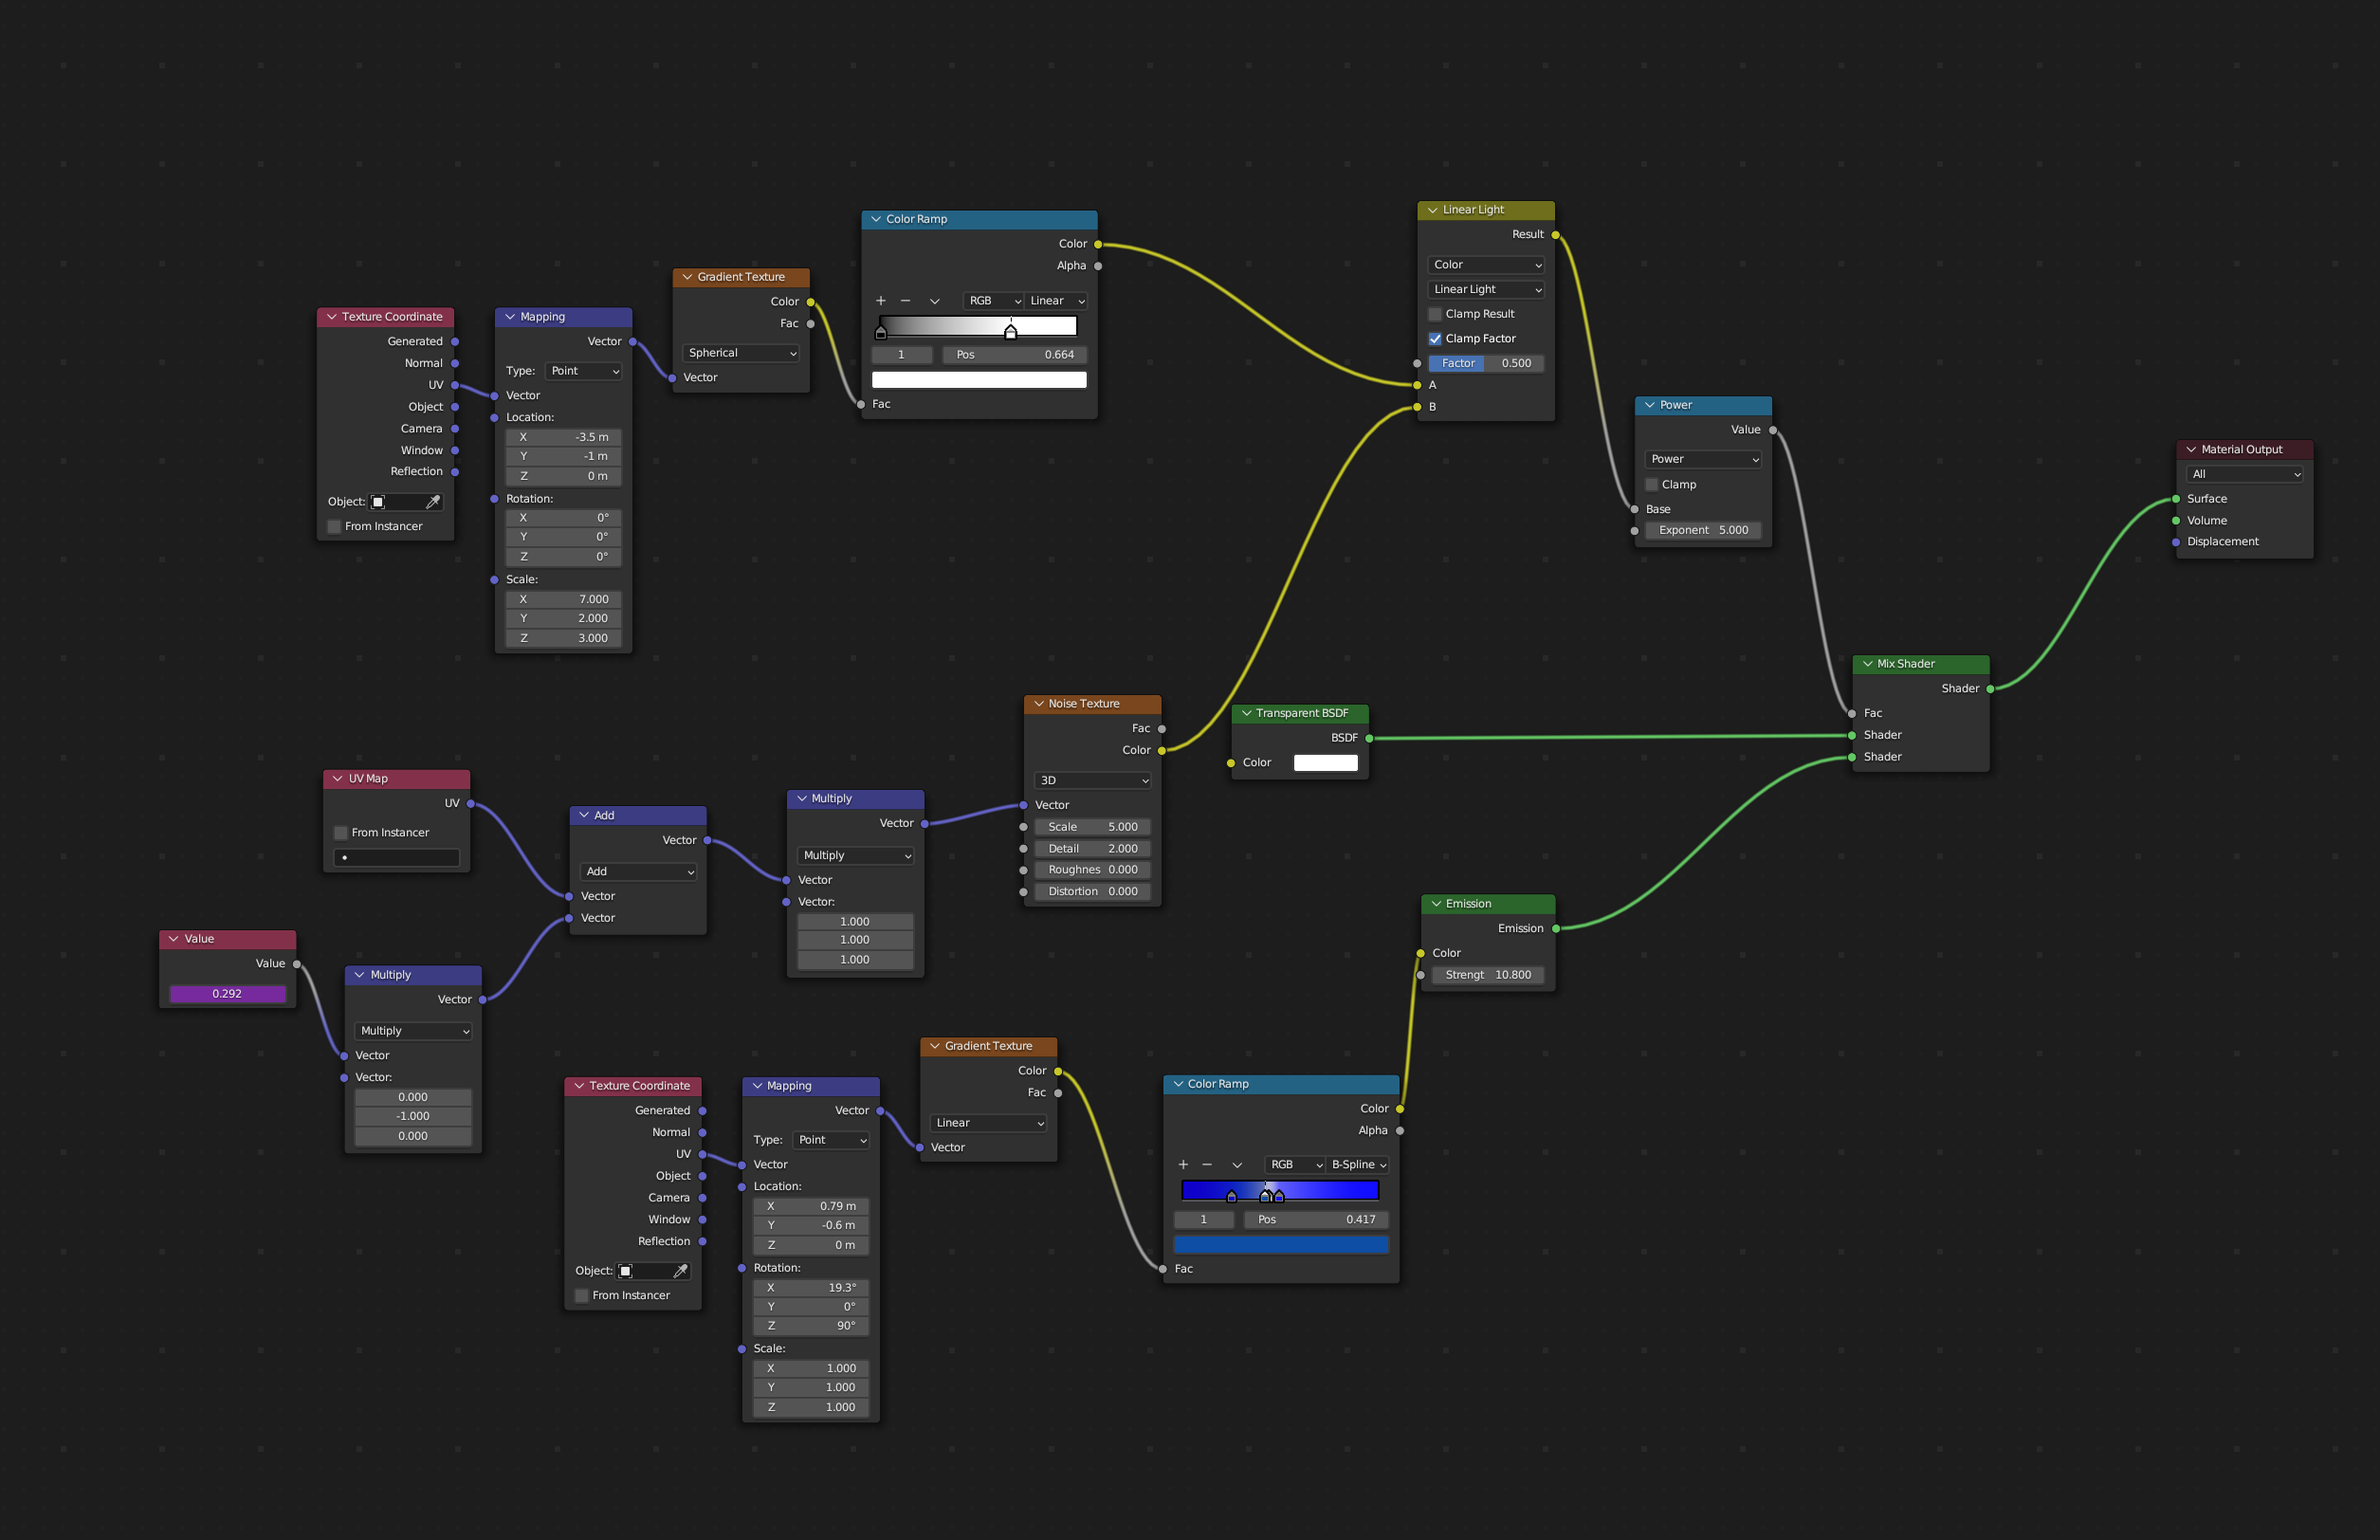 Texture Coordinate
Generated
Normal
UV
Object
Camera
Window
Reflection
Object:
From Instancer
Mapping
Vector
Type: Point
Vector
Location:
X -3.5 m
Y -1 m
Z 0 m
Rotation:
X 0°
Y 0°
Z 0°
Scale:
X 7.000
Y 2.000
Z 3.000
Gradient Texture
Color
Fac
Spherical
Vector
Color Ramp
Color
Alpha
+ − RGB Linear
1 Pos 0.664
Fac
Linear Light
Result
Color
Linear Light
Clamp Result
Clamp Factor
Factor 0.500
A
B
Power
Value
Power
Clamp
Base
Exponent 5.000
Material Output
All
Surface
Volume
Displacement
Mix Shader
Shader
Fac
Shader
Shader
Noise Texture
Fac
Color
3D
Vector
Scale 5.000
Detail 2.000
Roughnes 0.000
Distortion 0.000
Transparent BSDF
BSDF
Color
UV Map
UV
From Instancer
Add
Vector
Add
Vector
Vector
Multiply
Vector
Multiply
Vector
Vector:
1.000
1.000
1.000
Value
Value
0.292
Multiply
Vector
Multiply
Vector
Vector:
0.000
-1.000
0.000
Emission
Emission
Color
Strengt 10.800
Texture Coordinate
Generated
Normal
UV
Object
Camera
Window
Reflection
Object:
From Instancer
Mapping
Vector
Type: Point
Vector
Location:
X 0.79 m
Y -0.6 m
Z 0 m
Rotation:
X 19.3°
Y 0°
Z 90°
Scale:
X 1.000
Y 1.000
Z 1.000
Gradient Texture
Color
Fac
Linear
Vector
Color Ramp
Color
Alpha
+ − RGB B-Spline
1 Pos 0.417
Fac